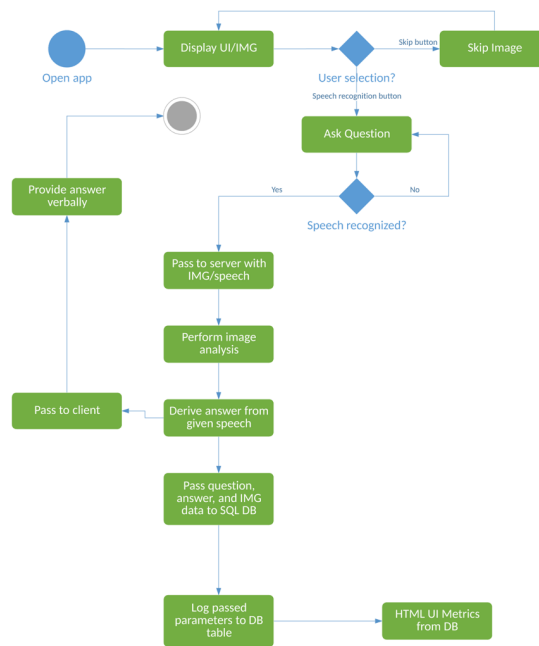 Skip button
Display UI/IMG
Skip Image
Open app
User selection?
Speech recognition button
Ask Question
Provide answer
verbally
Yes
No
Speech recognized?
Pass to server with
IMG/speech
Perform image
analysis
Pass to client
Derive answer from
given speech
Pass question,
answer, and IMG
data to SQL DB
Log passed
parameters to DB
table
HTML UI Metrics
from DB